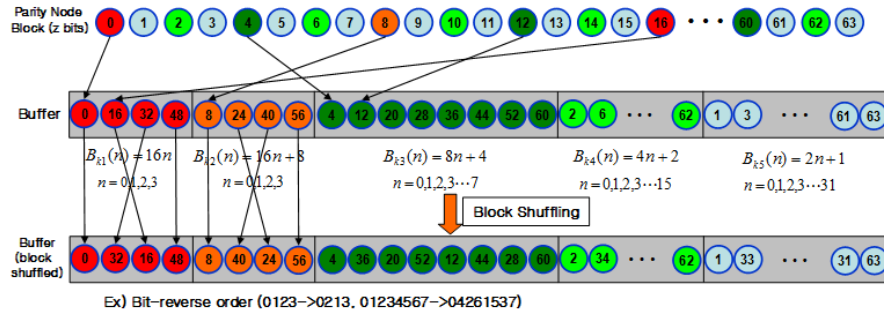 Parity Node
Block (z bits)
0 1 2 3 4 5 6 7 8 9 10 11 12 13 14 15 16 ··· 60 61 62 63
Buffer
0 16 32 48 8 24 40 56 4 12 20 28 36 44 52 60 2 6 ··· 62 1 3 ··· 61 63
B_{k1}(n) = 16n B_{k2}(n) = 16n + 8 B_{k3}(n) = 8n + 4 B_{k4}(n) = 4n + 2 B_{k5}(n) = 2n + 1
n = 0,1,2,3 n = 0,1,2,3 n = 0,1,2,3···7 n = 0,1,2,3···15 n = 0,1,2,3···31
Block Shuffling
Buffer
(block
shuffled)
0 32 16 48 8 40 24 56 4 36 20 52 12 44 28 60 2 34 ··· 62 1 33 ··· 31 63
Ex) Bit-reverse order (0123->0213, 01234567->04261537)